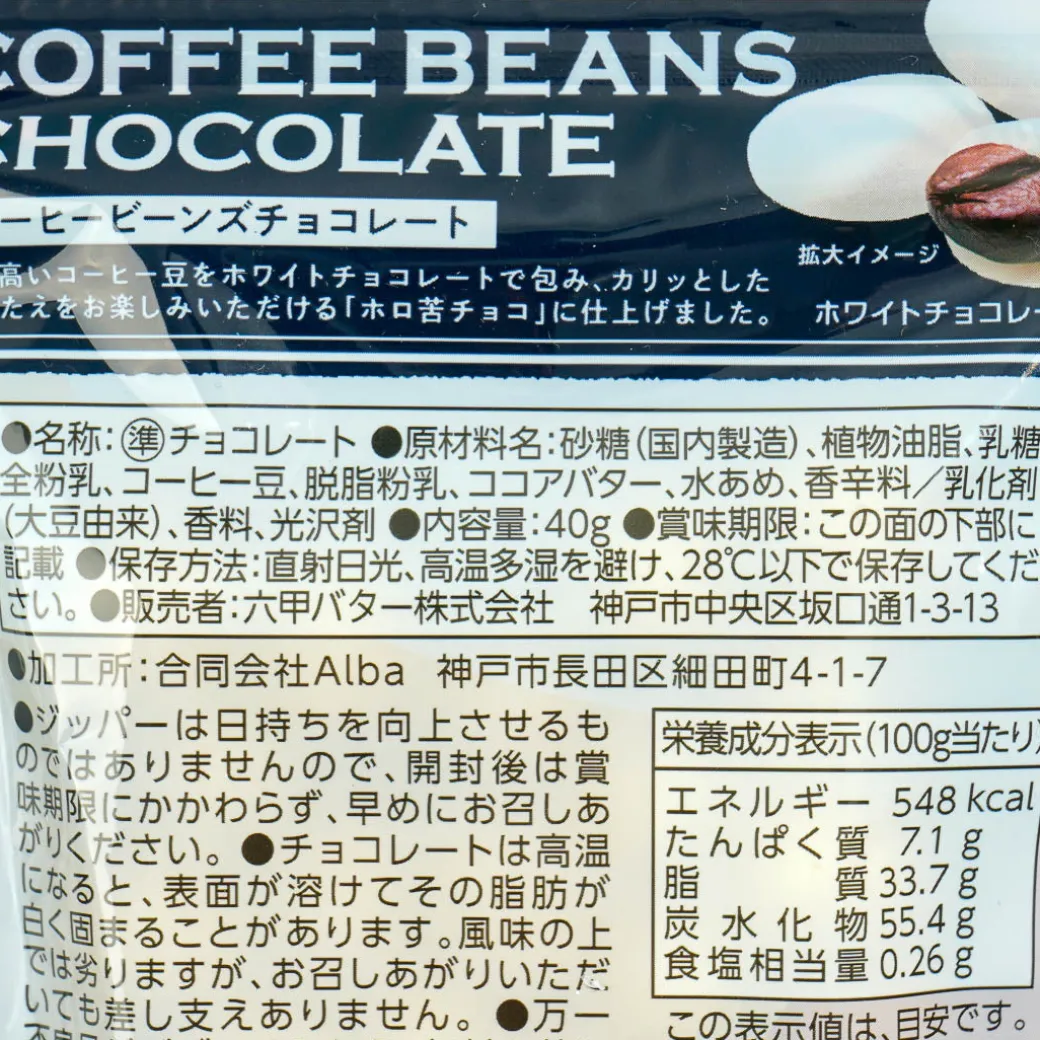 COFFEE BEANS
CHOCOLATE
ーヒービーンズチョコレート
高いコーヒー豆をホワイトチョコレートで包み、カリッとした
たえをお楽しみいただける「ホロ苦チョコ」に仕上げました。
拡大イメージ
ホワイトチョコレー
●名称:㊜チョコレート ●原材料名:砂糖(国内製造)、植物油脂、乳糖
全粉乳、コーヒー豆、脱脂粉乳、ココアバター、水あめ、香辛料/乳化剤
(大豆由来)、香料、光沢剤 ●内容量:40g ●賞味期限:この面の下部に
記載 ●保存方法:直射日光、高温多湿を避け、28℃以下で保存してくだ
さい。 ●販売者:六甲バター株式会社 神戸市中央区坂口通1-3-13
●加工所:合同会社Alba 神戸市長田区細田町4-1-7
●ジッパーは日持ちを向上させるも
のではありませんので、開封後は賞
味期限にかかわらず、早めにお召しあ
がりください。 ●チョコレートは高温
になると、表面が溶けてその脂肪が
白く固まることがあります。風味の上
では劣りますが、お召しあがりいただ
いても差し支えありません。 ●万一
栄養成分表示(100g当たり)
エネルギー 548 kcal
たんぱく質 7.1 g
脂質 33.7 g
炭水化物 55.4 g
食塩相当量 0.26 g
この表示値は、目安です。